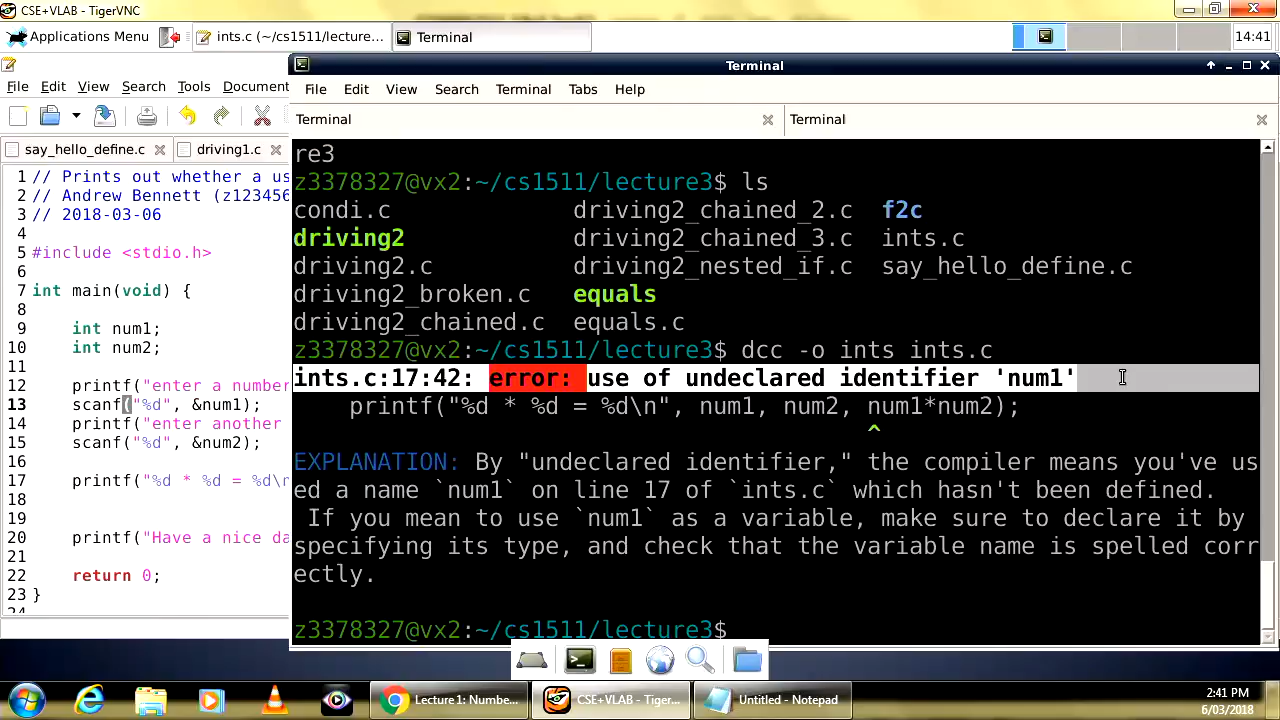 CSE+VLAB - TigerVNC
Applications Menu
ints.c (~/cs1511/lecture...
Terminal
14:41
Terminal
File Edit View Search Tools Documen
File Edit View Search Terminal Tabs Help
Terminal
Terminal
say_hello_define.c
driving1.c
1 // Prints out whether a us
2 // Andrew Bennett (z123456
3 // 2018-03-06
4
5 #include <stdio.h>
6
7 int main(void) {
8
9 int num1;
10 int num2;
11
12 printf("enter a number
13 scanf("%d", &num1);
14 printf("enter another
15 scanf("%d", &num2);
16
17 printf("%d * %d = %d\n
18
19
20 printf("Have a nice da
21
22 return 0;
23 }
24
re3
z3378327@vx2:~/cs1511/lecture3$ ls
condi.c driving2_chained_2.c f2c
driving2 driving2_chained_3.c ints.c
driving2.c driving2_nested_if.c say_hello_define.c
driving2_broken.c equals
driving2_chained.c equals.c
z3378327@vx2:~/cs1511/lecture3$ dcc -o ints ints.c
ints.c:17:42: error: use of undeclared identifier 'num1'
printf("%d * %d = %d\n", num1, num2, num1*num2);
^
EXPLANATION: By "undeclared identifier," the compiler means you've us
ed a name `num1` on line 17 of `ints.c` which hasn't been defined.
If you mean to use `num1` as a variable, make sure to declare it by
specifying its type, and check that the variable name is spelled corr
ectly.
z3378327@vx2:~/cs1511/lecture3$
Lecture 1: Numbe...
CSE+VLAB - Tiger...
Untitled - Notepad
2:41 PM
6/03/2018